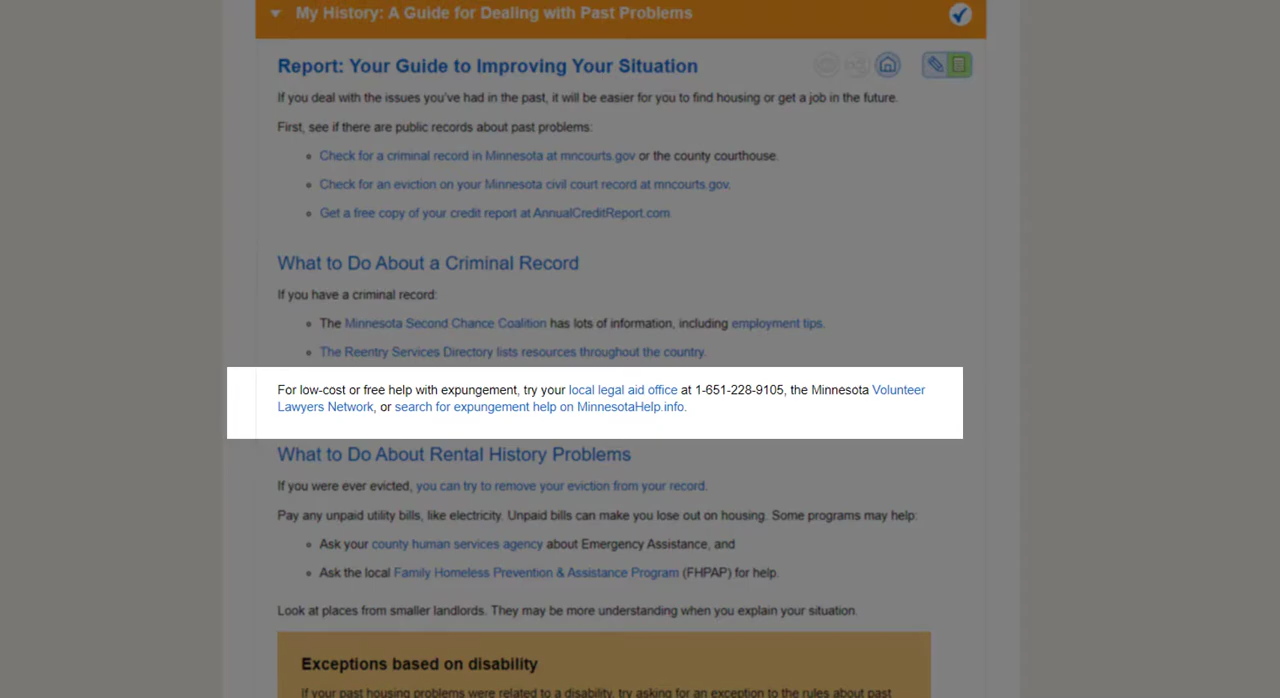 My History: A Guide for Dealing with Past Problems
Report: Your Guide to Improving Your Situation
If you deal with the issues you've had in the past, it will be easier for you to find housing or get a job in the future.
First, see if there are public records about past problems:
Check for a criminal record in Minnesota at mncourts.gov or the county courthouse.
Check for an eviction on your Minnesota civil court record at mncourts.gov.
Get a free copy of your credit report at AnnualCreditReport.com
What to Do About a Criminal Record
If you have a criminal record:
The Minnesota Second Chance Coalition has lots of information, including employment tips.
The Reentry Services Directory lists resources throughout the country.
For low-cost or free help with expungement, try your local legal aid office at 1-651-228-9105, the Minnesota Volunteer
Lawyers Network, or search for expungement help on MinnesotaHelp.info.
What to Do About Rental History Problems
If you were ever evicted, you can try to remove your eviction from your record.
Pay any unpaid utility bills, like electricity. Unpaid bills can make you lose out on housing. Some programs may help:
Ask your county human services agency about Emergency Assistance, and
Ask the local Family Homeless Prevention & Assistance Program (FHPAP) for help.
Look at places from smaller landlords. They may be more understanding when you explain your situation.
Exceptions based on disability
If your past housing problems were related to a disability, try asking for an exception to the rules about past